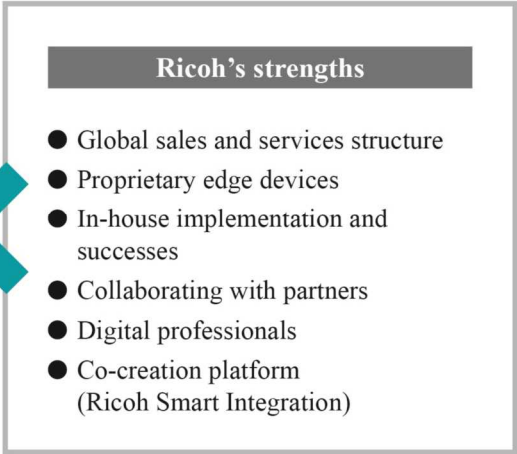 Ricoh’s strengths
● Global sales and services structure
● Proprietary edge devices
● In-house implementation and
successes
● Collaborating with partners
● Digital professionals
● Co-creation platform
(Ricoh Smart Integration)